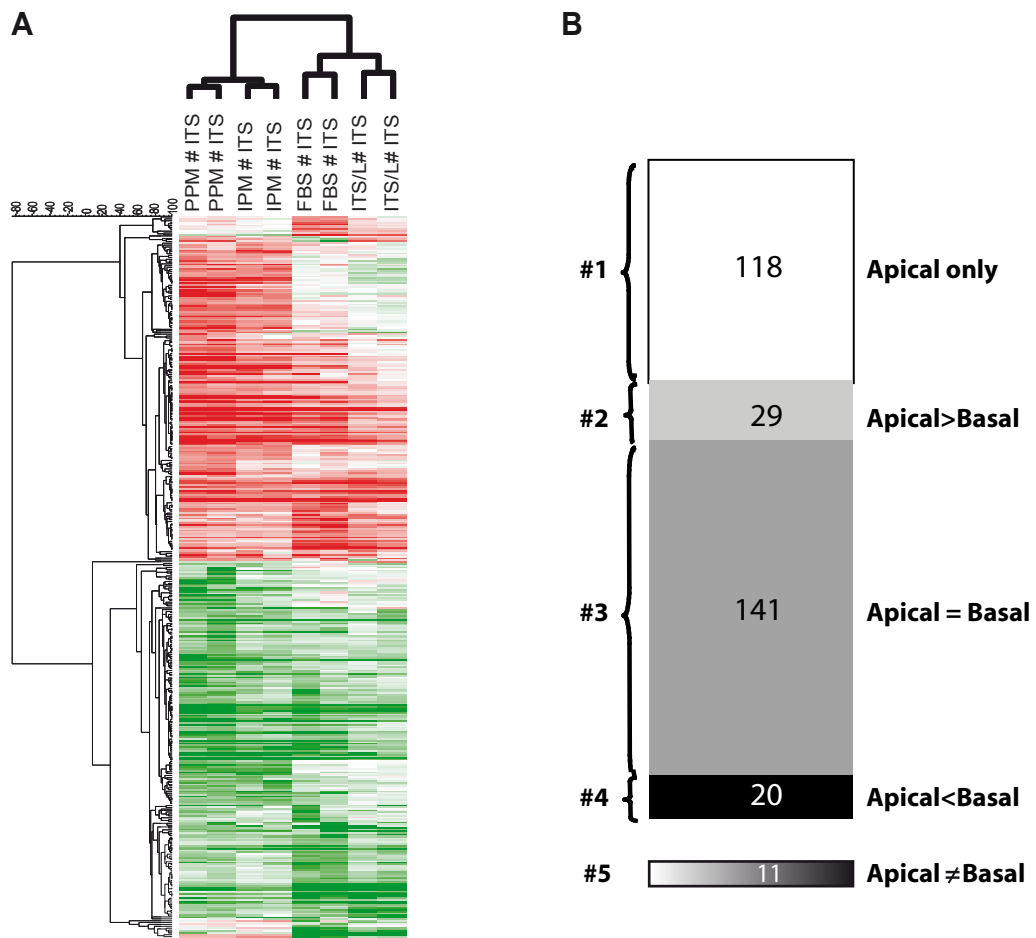 A
B
PPM # ITS
PPM # ITS
IPM # ITS
IPM # ITS
FBS # ITS
FBS # ITS
ITS/L# ITS
ITS/L# ITS
-80
-60
-40
-20
0
20
40
60
80
100
#1
118
Apical only
#2
29
Apical>Basal
#3
141
Apical = Basal
#4
20
Apical<Basal
#5
11
Apical ≠Basal